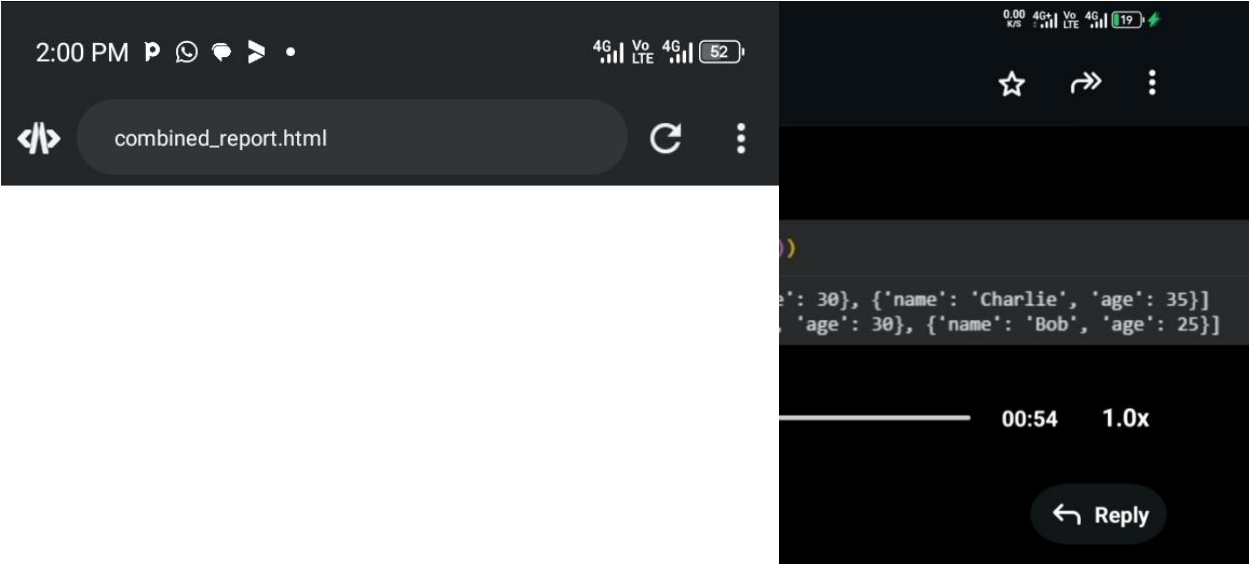 2:00 PM
4G Vo LTE 4G 52
combined_report.html
0.00 K/S 4G+ Vo LTE 4G 19
))
': 30}, {'name': 'Charlie', 'age': 35}]
, 'age': 30}, {'name': 'Bob', 'age': 25}]
00:54 1.0x
Reply